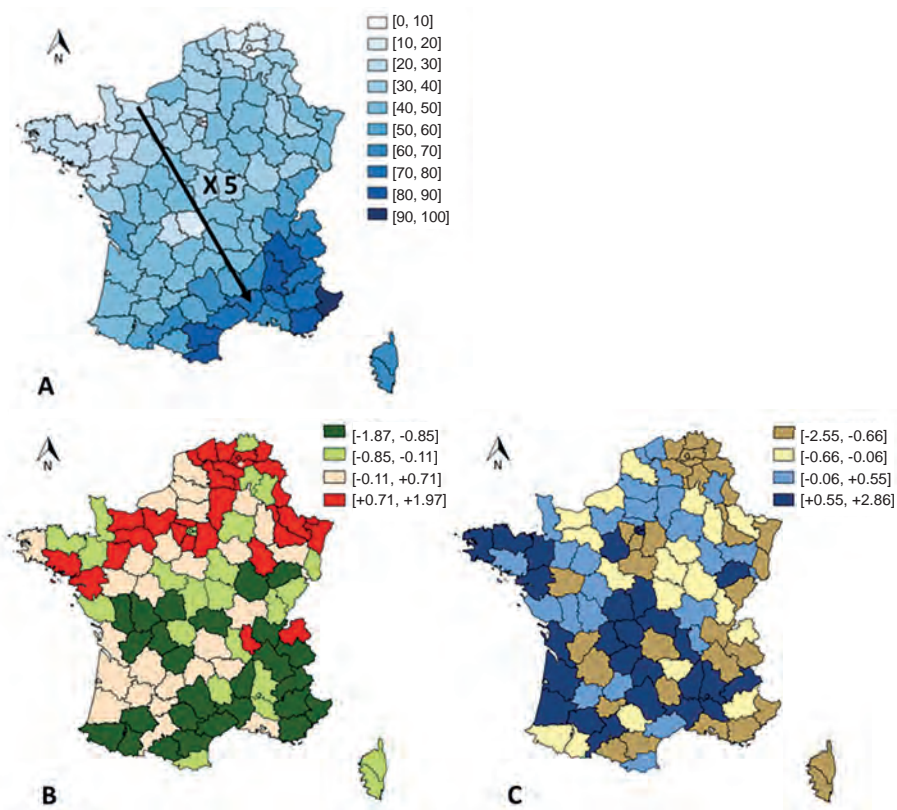 N
[0, 10]
[10, 20]
[20, 30]
[30, 40]
[40, 50]
[50, 60]
[60, 70]
[70, 80]
[80, 90]
[90, 100]
X 5
A
N
[-1.87, -0.85]
[-0.85, -0.11]
[-0.11, +0.71]
[+0.71, +1.97]
B
N
[-2.55, -0.66]
[-0.66, -0.06]
[-0.06, +0.55]
[+0.55, +2.86]
C